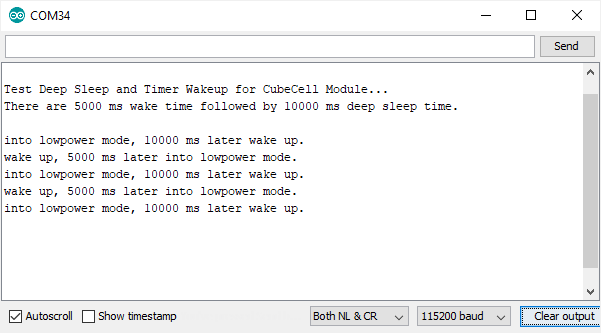 COM34
Send
Test Deep Sleep and Timer Wakeup for CubeCell Module...
There are 5000 ms wake time followed by 10000 ms deep sleep time.
into lowpower mode, 10000 ms later wake up.
wake up, 5000 ms later into lowpower mode.
into lowpower mode, 10000 ms later wake up.
wake up, 5000 ms later into lowpower mode.
into lowpower mode, 10000 ms later wake up.
Autoscroll Show timestamp Both NL & CR 115200 baud Clear output